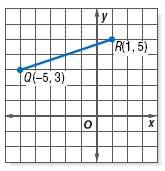 y
R(1, 5)
Q(−5, 3)
O
x